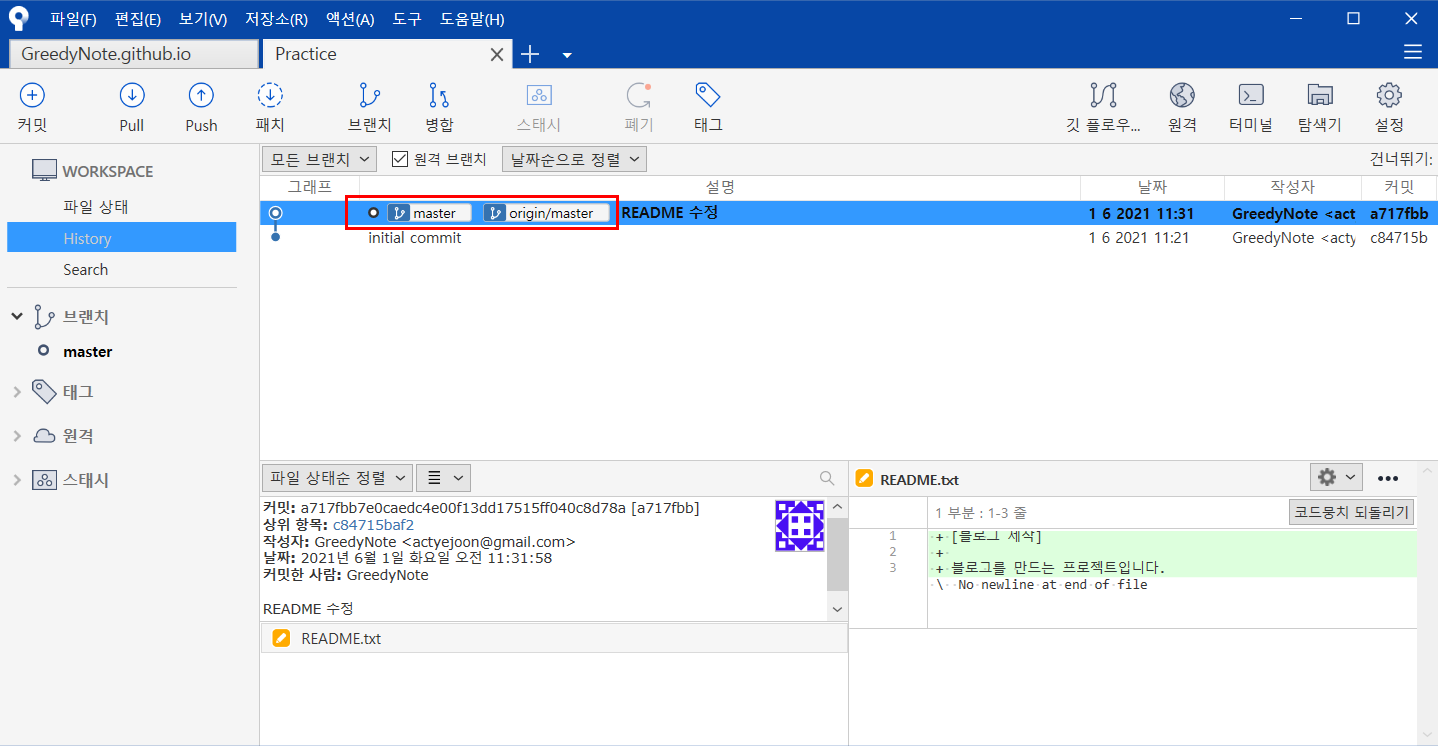 파일(F) 편집(E) 보기(V) 저장소(R) 액션(A) 도구 도움말(H)
GreedyNote.github.io Practice
커밋 Pull Push 패치 브랜치 병합 스태시 폐기 태그 깃 플로우... 원격 터미널 탐색기 설정
WORKSPACE
파일 상태
History
Search
브랜치
master
태그
원격
스태시
모든 브랜치 원격 브랜치 날짜순으로 정렬 건너뛰기:
그래프 설명 날짜 작성자 커밋
master origin/master README 수정 1 6 2021 11:31 GreedyNote <act a717fbb
initial commit 1 6 2021 11:21 GreedyNote <acty c84715b
파일 상태순 정렬
커밋: a717fbb7e0caedc4e00f13dd17515ff040c8d78a [a717fbb]
상위 항목: c84715baf2
작성자: GreedyNote <actyejoon@gmail.com>
날짜: 2021년 6월 1일 화요일 오전 11:31:58
커밋한 사람: GreedyNote
README 수정
README.txt
README.txt
1 부분 : 1-3 줄 코드뭉치 되돌리기
1 + [블로그 제작]
2 +
3 + 블로그를 만드는 프로젝트입니다.
\ No newline at end of file